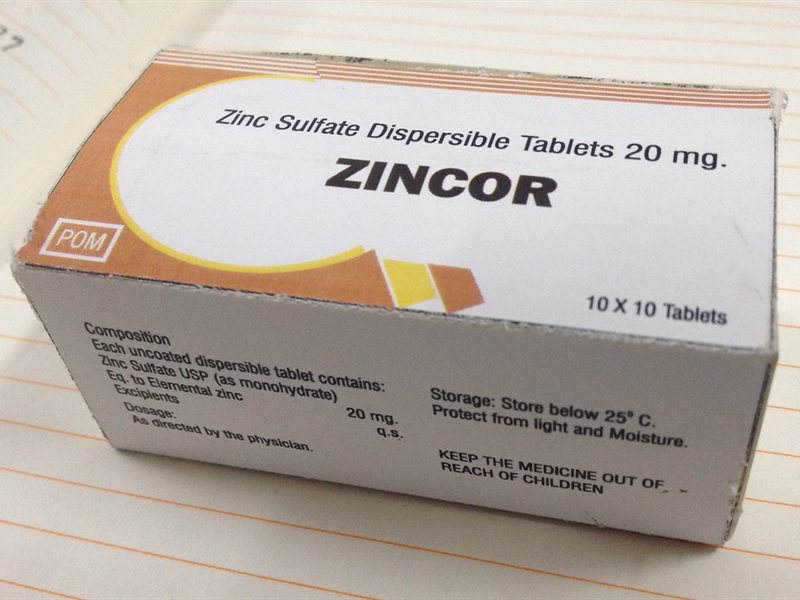 Zinc Sulfate Dispersible Tablets 20 mg.
ZINCOR
POM
10 X 10 Tablets
Composition
Each uncoated dispersible tablet contains:
Zinc Sulfate USP (as monohydrate)
Eq. to Elemental zinc 20 mg.
Excipients q.s.
Dosage:
As directed by the physician.
Storage: Store below 25° C.
Protect from light and Moisture.
KEEP THE MEDICINE OUT OF
REACH OF CHILDREN